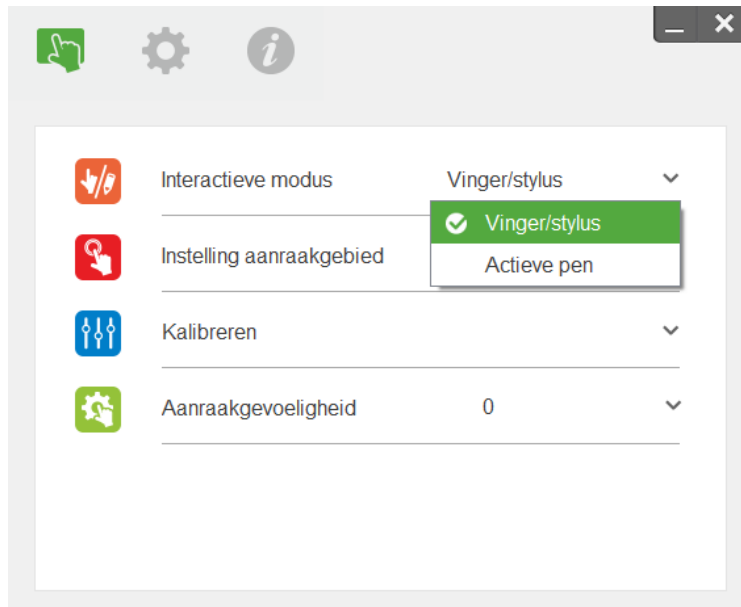 Interactieve modus Vinger/stylus
Vinger/stylus
Instelling aanraakgebied
Actieve pen
Kalibreren
Aanraakgevoeligheid 0